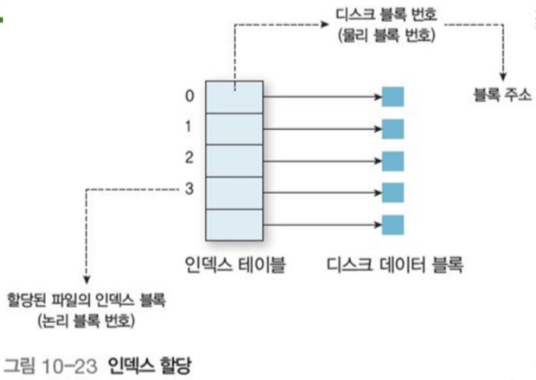 디스크 블록 번호
(물리 블록 번호)
블록 주소
0
1
2
3
인덱스 테이블
디스크 데이터 블록
할당된 파일의 인덱스 블록
(논리 블록 번호)
그림 10-23 인덱스 할당